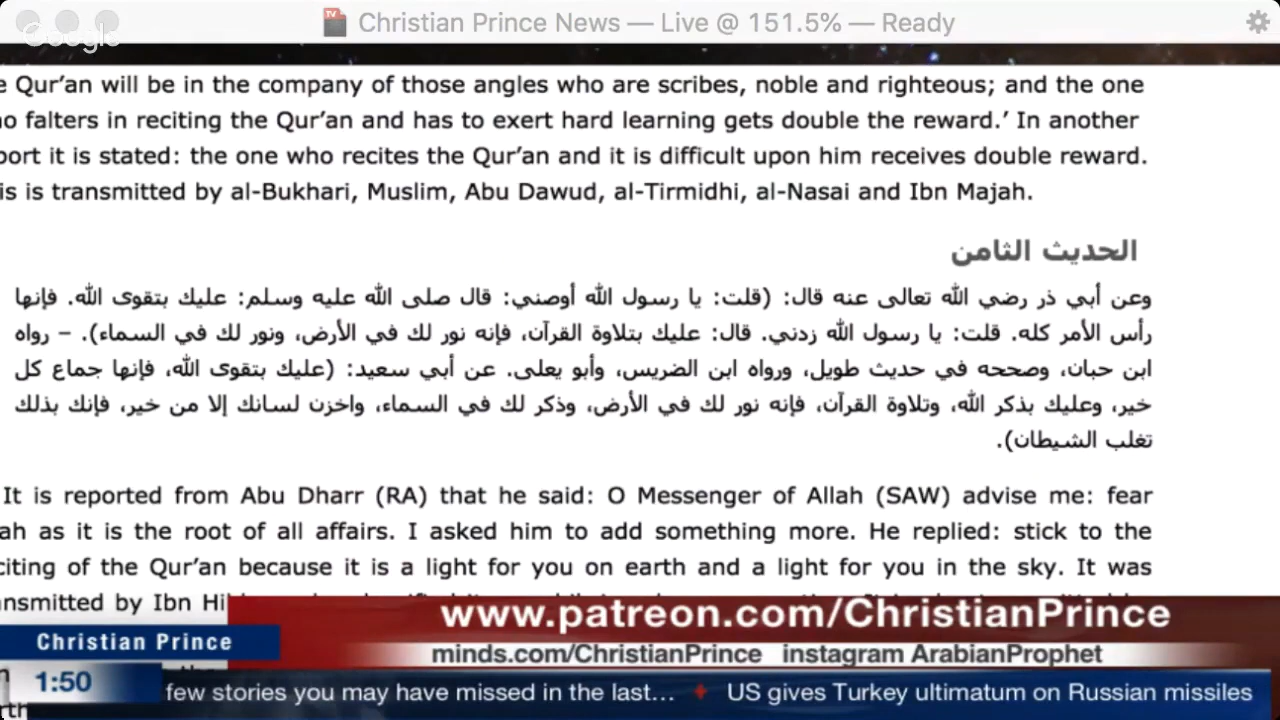 Christian Prince News — Live @ 151.5% — Ready
Google
Qur’an will be in the company of those angles who are scribes, noble and righteous; and the one
falters in reciting the Qur’an and has to exert hard learning gets double the reward.’ In another
it is stated: the one who recites the Qur’an and it is difficult upon him receives double reward.
is transmitted by al-Bukhari, Muslim, Abu Dawud, al-Tirmidhi, al-Nasai and Ibn Majah.
الحديث الثامن
وعن أبي ذر رضي الله تعالى عنه قال: (قلت: يا رسول الله أوصني: قال صلى الله عليه وسلم: عليك بتقوى الله. فإنها
رأس الأمر كله. قلت: يا رسول الله زدني. قال: عليك بتلاوة القرآن، فإنه نور لك في الأرض، ونور لك في السماء). – رواه
ابن حبان، وصححه في حديث طويل، ورواه ابن الضريس، وأبو يعلى. عن أبي سعيد: (عليك بتقوى الله، فإنها جماع كل
خير، وعليك بذكر الله، وتلاوة القرآن، فإنه نور لك في الأرض، وذكر لك في السماء، واخزن لسانك إلا من خير، فإنك بذلك
تغلب الشيطان).
It is reported from Abu Dharr (RA) that he said: O Messenger of Allah (SAW) advise me: fear
as it is the root of all affairs. I asked him to add something more. He replied: stick to the
of the Qur’an because it is a light for you on earth and a light for you in the sky. It was
by Ibn
www.patreon.com/ChristianPrince
Christian Prince
minds.com/ChristianPrince instagram ArabianProphet
1:50
few stories you may have missed in the last... US gives Turkey ultimatum on Russian missiles